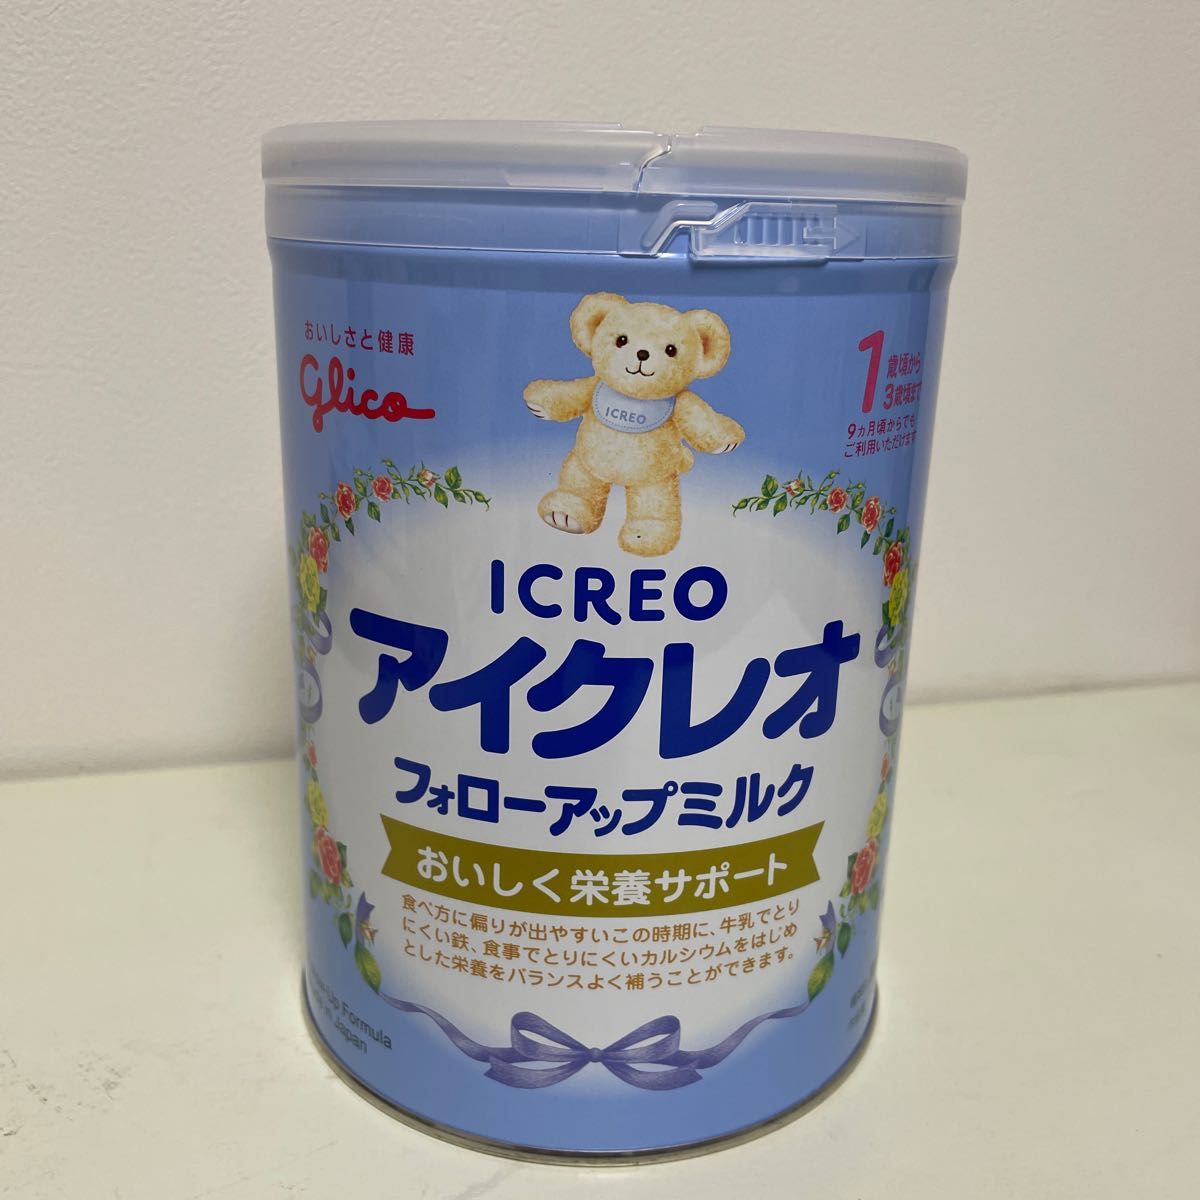 おいしさと健康
glico
1歳頃から
3歳頃まで
9ヵ月頃からでも
ご利用いただけます
ICREO
ICREO
アイクレオ
フォローアップミルク
おいしく栄養サポート
食べ方に偏りが出やすいこの時期に、牛乳でとり
にくい鉄、食事でとりにくいカルシウムをはじめ
とした栄養をバランスよく補うことができます。
Formula
Japan